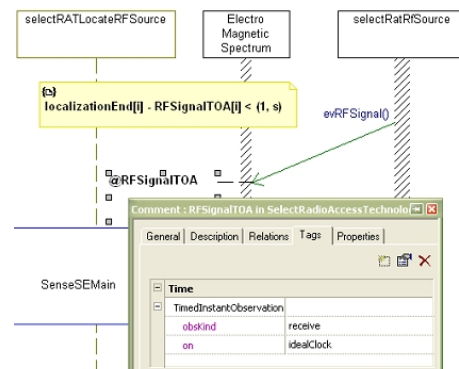 selectRATLocateRFSource
Electro
Magnetic
Spectrum
selectRatRfSource
localizationEnd[i] - RFSignalTOA[i] < (1, s)
evRFSignal()
@RFSignalTOA
Comment : RFSignalTOA in SelectRadioAccessTechnolo
General
Description
Relations
Tags
Properties
SenseSEMain
Time
TimedInstantObservation
obsKind
receive
on
idealClock